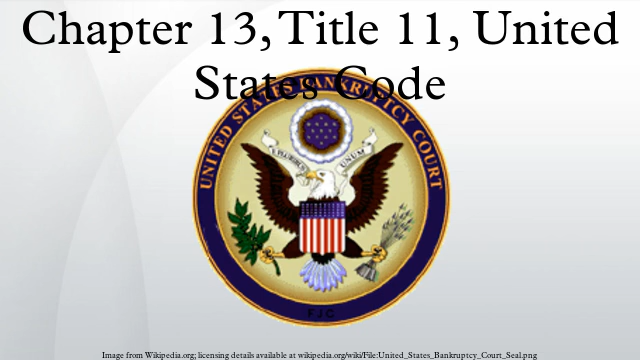 Chapter 13, Title 11, United
States Code
UNITED STATES BANKRUPTCY COURT
E PLURIBUS UNUM
FJC
Image from Wikipedia.org; licensing details available at wikipedia.org/wiki/File:United_States_Bankruptcy_Court_Seal.png